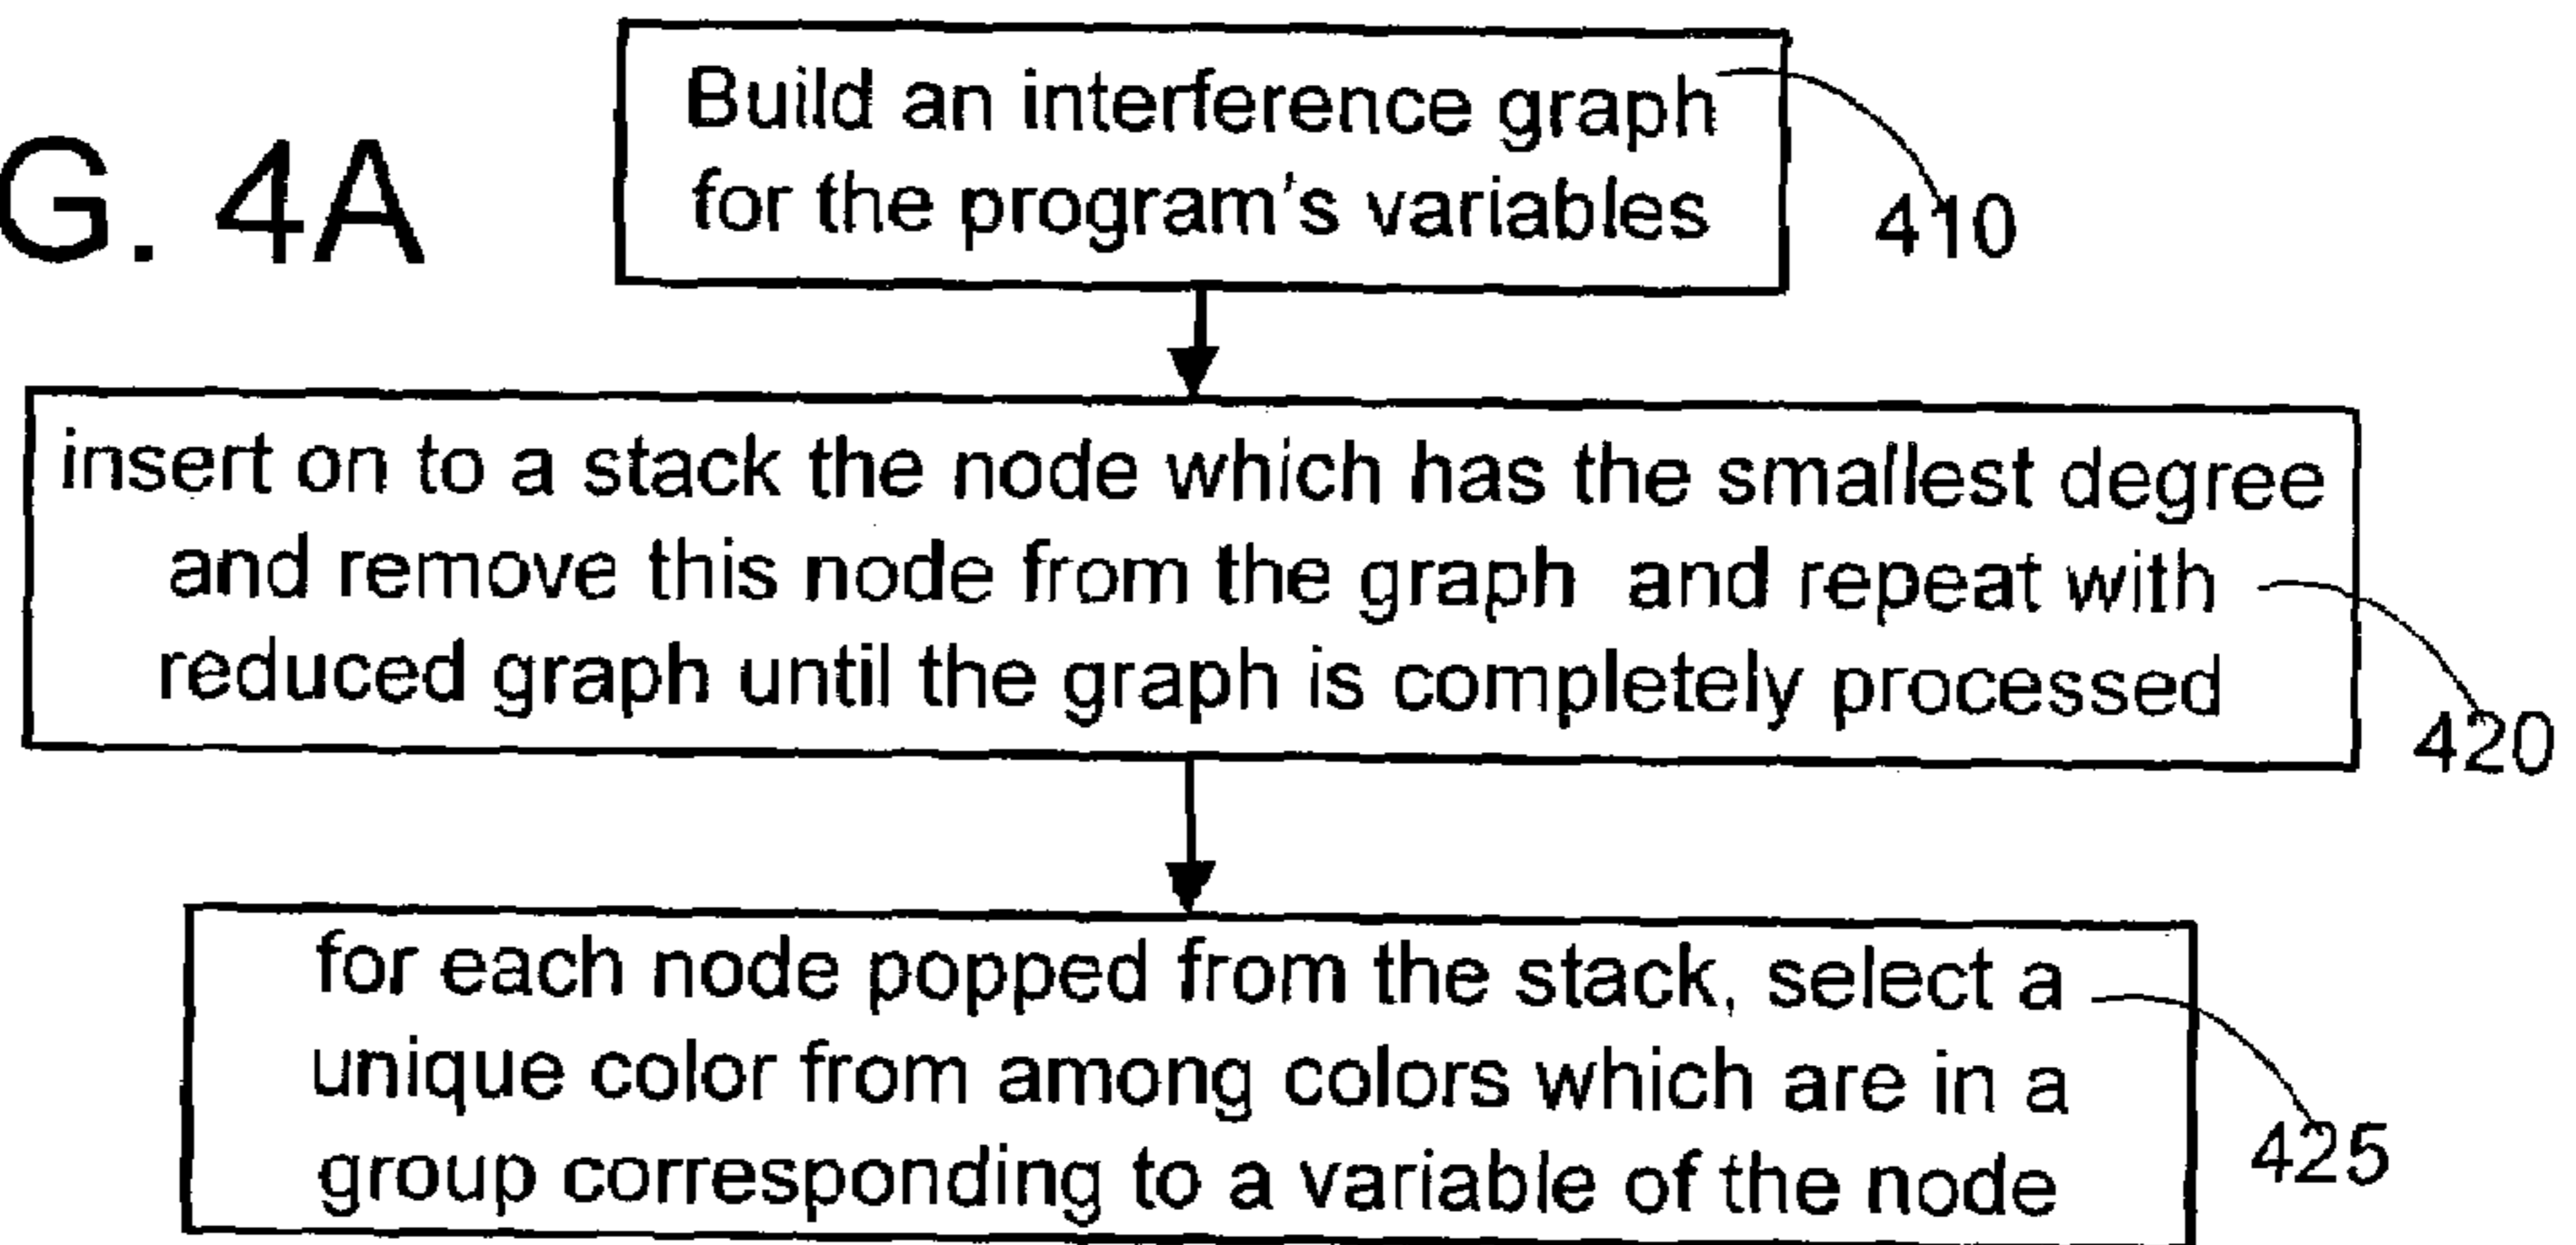 G. 4A
Build an interference graph
for the program's variables
410
insert on to a stack the node which has the smallest degree
and remove this node from the graph and repeat with
reduced graph until the graph is completely processed
420
for each node popped from the stack, select a
unique color from among colors which are in a
group corresponding to a variable of the node
425